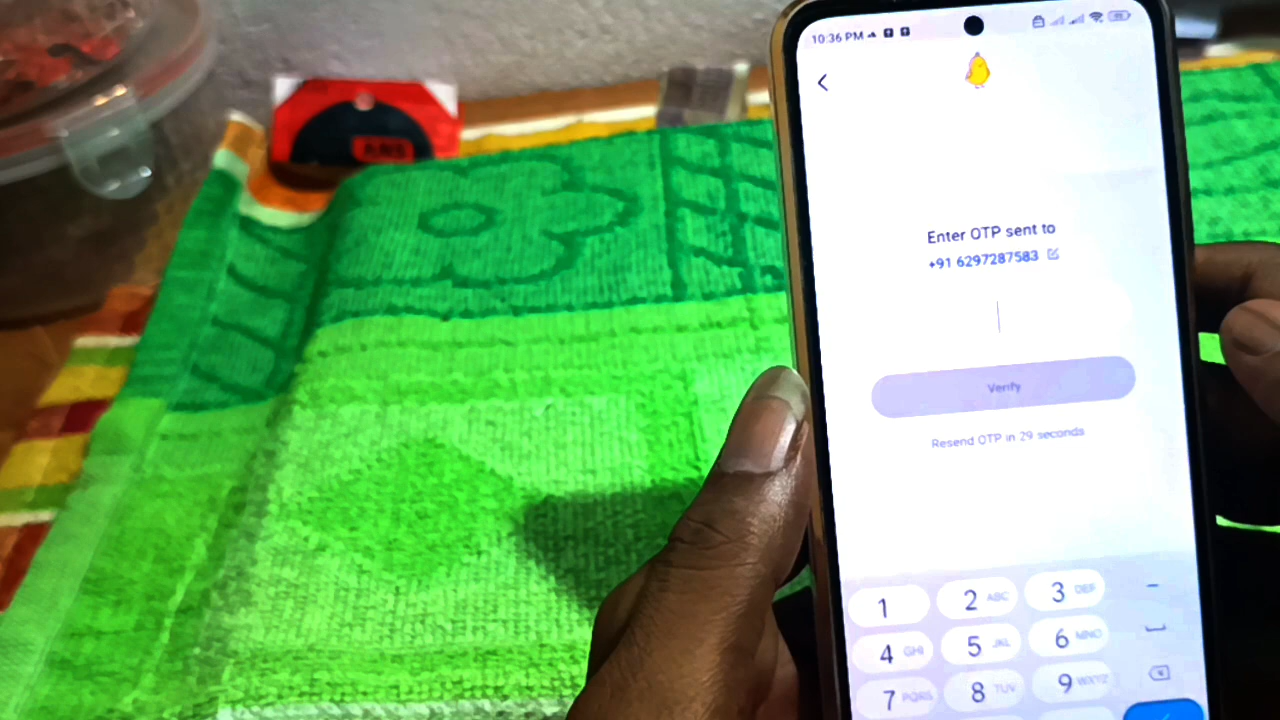 10:36 PM
Enter OTP sent to
+91 6297287583
Verify
Resend OTP in 29 seconds
1
2 ABC
3 DEF
4 GHI
5 JKL
6 MNO
7 PQRS
8 TUV
9 WXYZ